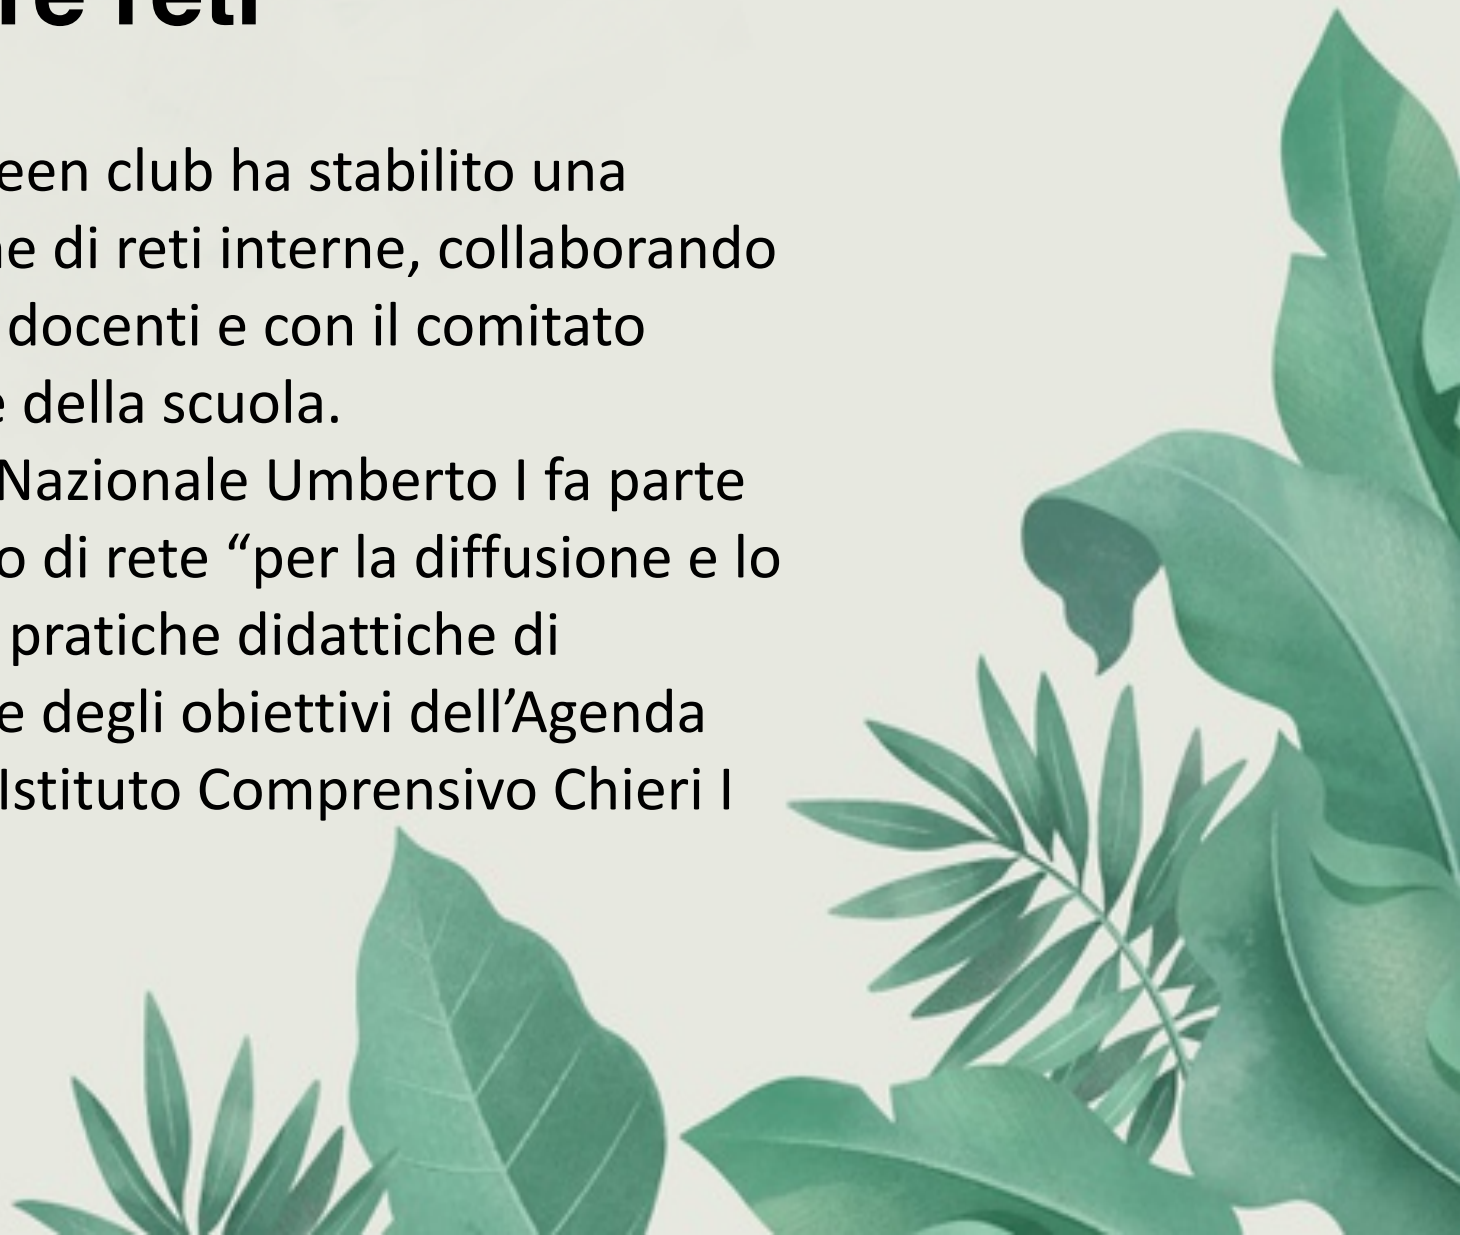 re reti
een club ha stabilito una
e di reti interne, collaborando
docenti e con il comitato
e della scuola.
Nazionale Umberto I fa parte
o di rete “per la diffusione e lo
pratiche didattiche di
e degli obiettivi dell’Agenda
Istituto Comprensivo Chieri I